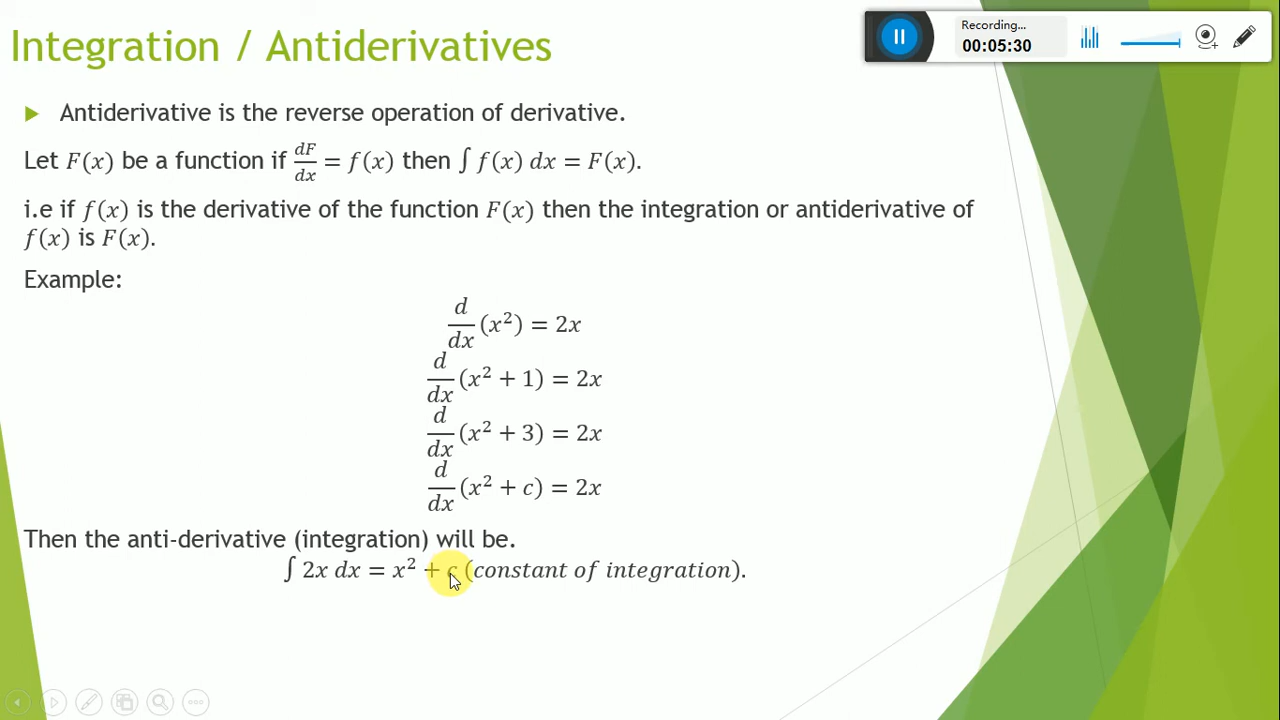 Integration / Antiderivatives
Recording...
00:05:30
Antiderivative is the reverse operation of derivative.
Let F(x) be a function if dF/dx = f(x) then ∫ f(x) dx = F(x).
i.e if f(x) is the derivative of the function F(x) then the integration or antiderivative of
f(x) is F(x).
Example:
d/dx (x²) = 2x
d/dx (x² + 1) = 2x
d/dx (x² + 3) = 2x
d/dx (x² + c) = 2x
Then the anti-derivative (integration) will be.
∫ 2x dx = x² + c (constant of integration).